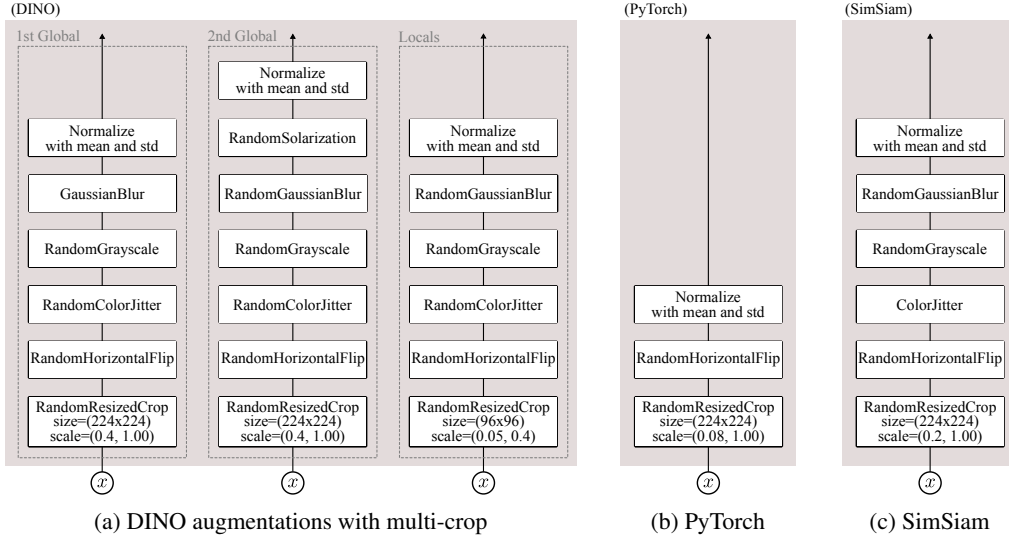 (DINO)
1st Global
Normalize
with mean and std
GaussianBlur
RandomGrayscale
RandomColorJitter
RandomHorizontalFlip
RandomResizedCrop
size=(224x224)
scale=(0.4, 1.00)
x
2nd Global
Normalize
with mean and std
RandomSolarization
RandomGaussianBlur
RandomGrayscale
RandomColorJitter
RandomHorizontalFlip
RandomResizedCrop
size=(224x224)
scale=(0.4, 1.00)
x
Locals
Normalize
with mean and std
RandomGaussianBlur
RandomGrayscale
RandomColorJitter
RandomHorizontalFlip
RandomResizedCrop
size=(96x96)
scale=(0.05, 0.4)
x
(a) DINO augmentations with multi-crop
(PyTorch)
Normalize
with mean and std
RandomHorizontalFlip
RandomResizedCrop
size=(224x224)
scale=(0.08, 1.00)
x
(b) PyTorch
(SimSiam)
Normalize
with mean and std
RandomGaussianBlur
RandomGrayscale
ColorJitter
RandomHorizontalFlip
RandomResizedCrop
size=(224x224)
scale=(0.2, 1.00)
x
(c) SimSiam